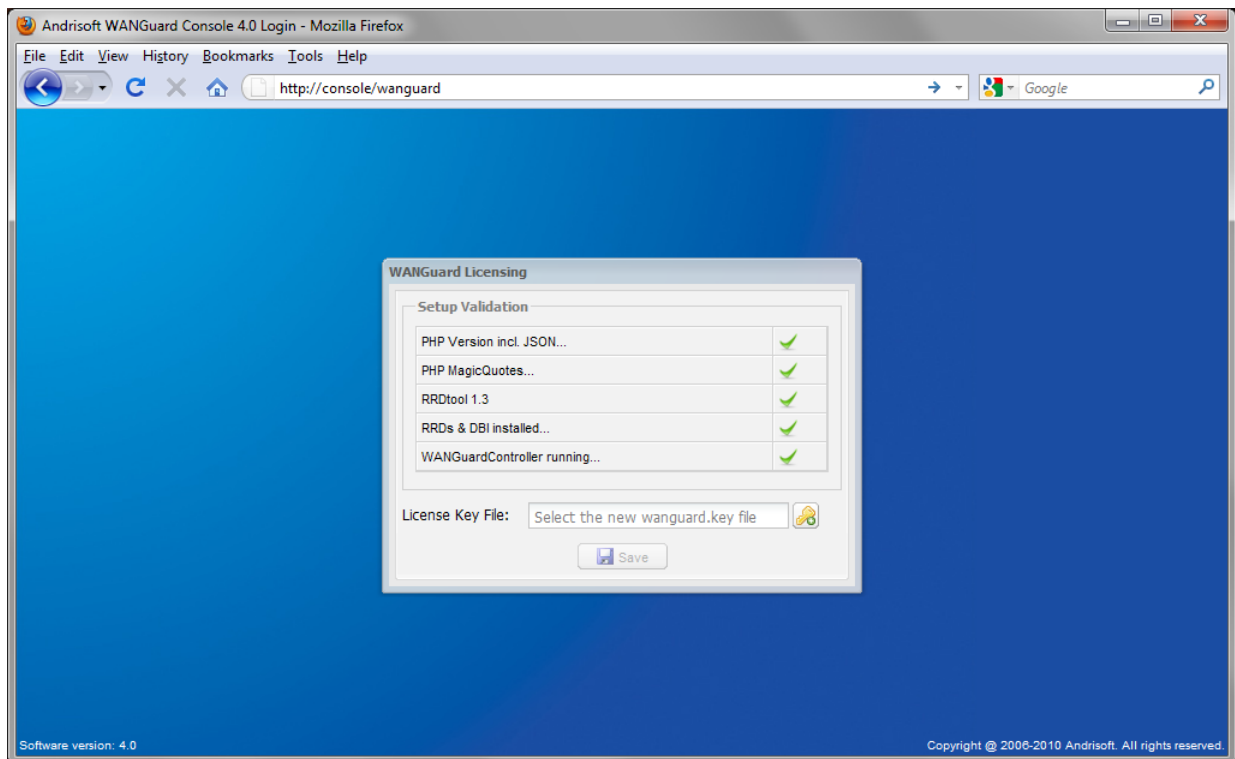 Andrisoft WANGuard Console 4.0 Login - Mozilla Firefox
File Edit View History Bookmarks Tools Help
http://console/wanguard
Google
WANGuard Licensing
Setup Validation
PHP Version incl. JSON...
PHP MagicQuotes...
RRDtool 1.3
RRDs & DBI installed...
WANGuardController running...
License Key File: Select the new wanguard.key file
Save
Software version: 4.0 Copyright @ 2006-2010 Andrisoft. All rights reserved.